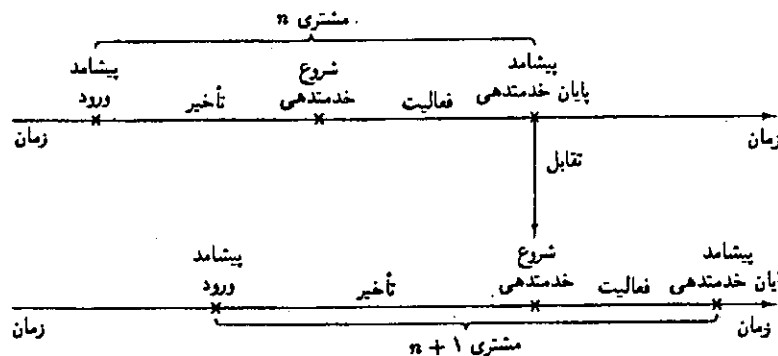 مشتری n
پیشامد
ورود
تأخیر
شروع
خدمتدهی
فعالیت
پیشامد
پایان خدمتدهی
زمان
زمان
تقابل
پیشامد
ورود
تأخیر
شروع
خدمتدهی
فعالیت
پیشامد
پایان خدمتدهی
زمان
زمان
مشتری n + ۱